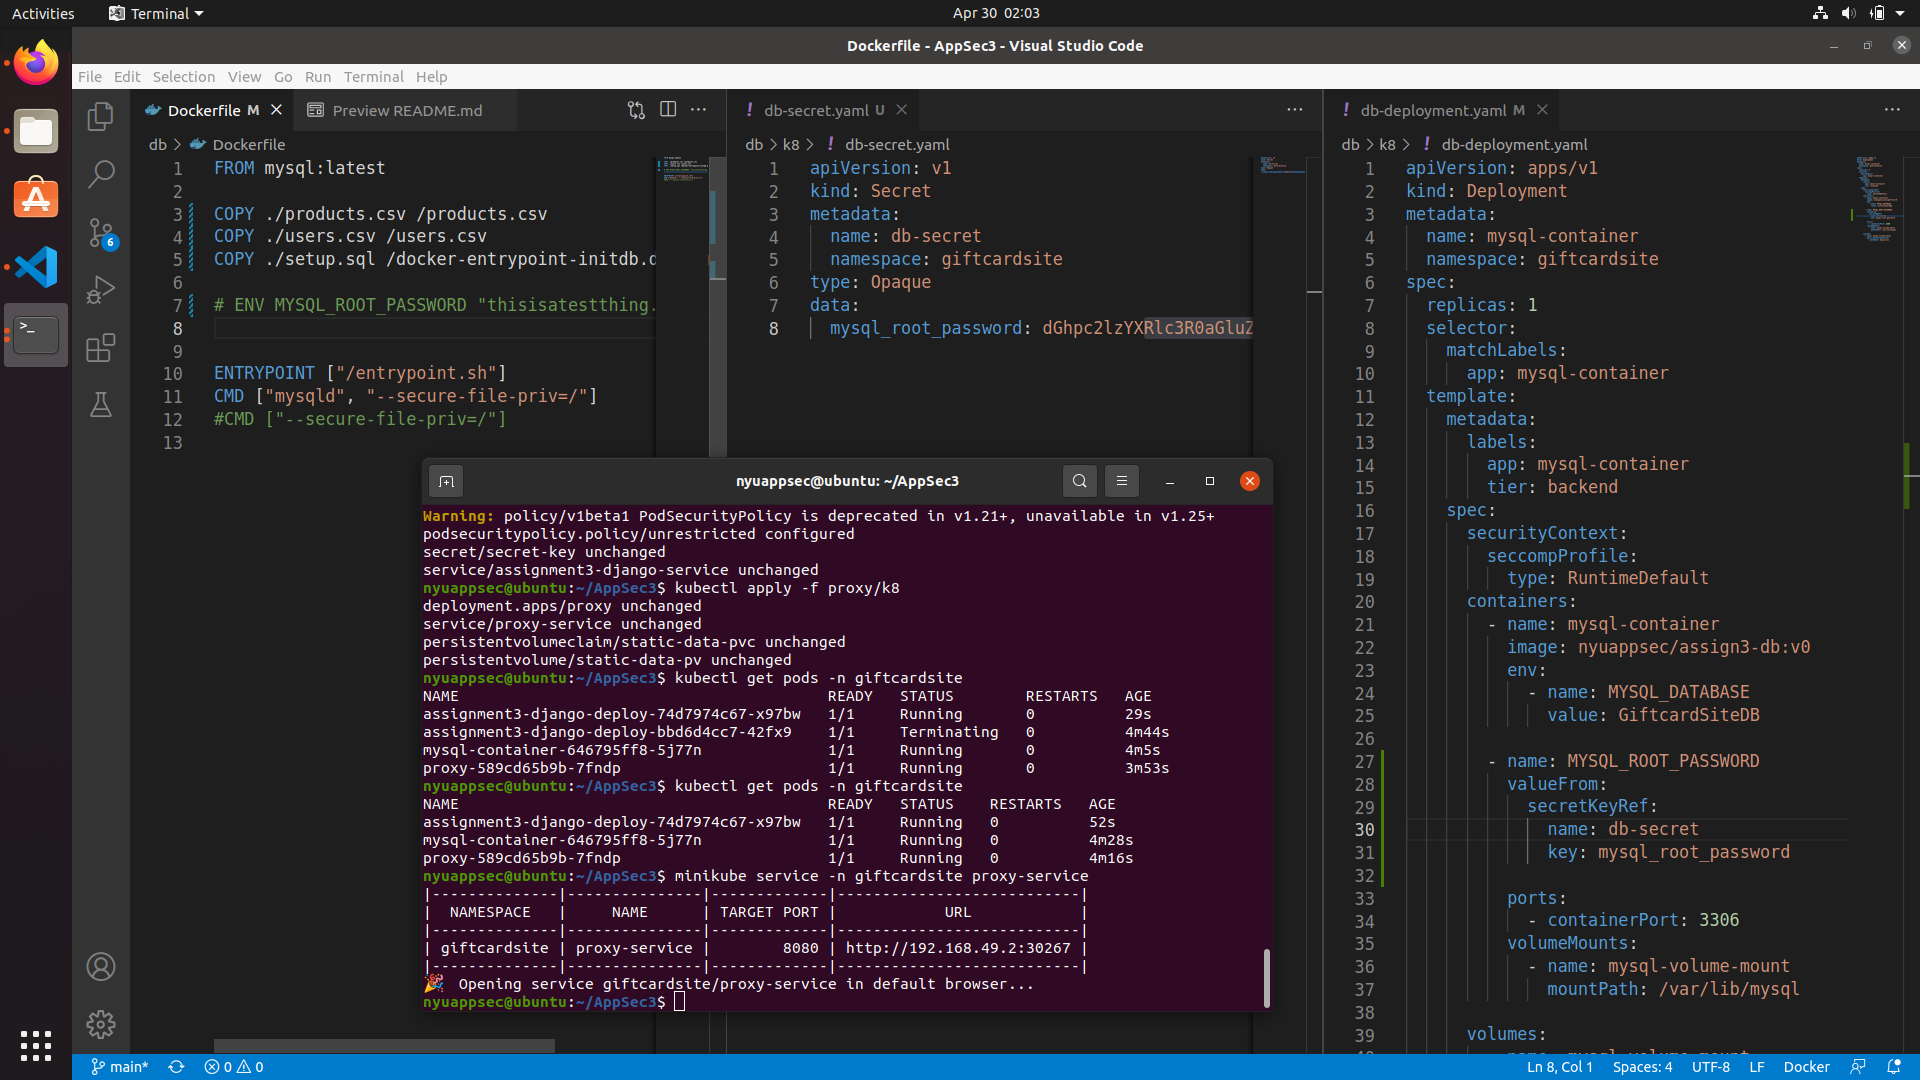 Activities
Terminal
Apr 30 02:03
Dockerfile - AppSec3 - Visual Studio Code
File Edit Selection View Go Run Terminal Help
Dockerfile M
Preview README.md
db > Dockerfile
1 FROM mysql:latest
2
3 COPY ./products.csv /products.csv
4 COPY ./users.csv /users.csv
5 COPY ./setup.sql /docker-entrypoint-initdb.d
6
7 # ENV MYSQL_ROOT_PASSWORD "thisisatestthing.
8
9
10 ENTRYPOINT ["/entrypoint.sh"]
11 CMD ["mysqld", "--secure-file-priv=/"]
12 #CMD ["--secure-file-priv=/"]
13
db-secret.yaml U
db > k8 > db-secret.yaml
1 apiVersion: v1
2 kind: Secret
3 metadata:
4 name: db-secret
5 namespace: giftcardsite
6 type: Opaque
7 data:
8 mysql_root_password: dGhpc2lzYXRlc3R0aGluZ
db-deployment.yaml M
db > k8 > db-deployment.yaml
1 apiVersion: apps/v1
2 kind: Deployment
3 metadata:
4 name: mysql-container
5 namespace: giftcardsite
6 spec:
7 replicas: 1
8 selector:
9 matchLabels:
10 app: mysql-container
11 template:
12 metadata:
13 labels:
14 app: mysql-container
15 tier: backend
16 spec:
17 securityContext:
18 seccompProfile:
19 type: RuntimeDefault
20 containers:
21 - name: mysql-container
22 image: nyuappsec/assign3-db:v0
23 env:
24 - name: MYSQL_DATABASE
25 value: GiftcardSiteDB
26
27 - name: MYSQL_ROOT_PASSWORD
28 valueFrom:
29 secretKeyRef:
30 name: db-secret
31 key: mysql_root_password
32
33 ports:
34 - containerPort: 3306
35 volumeMounts:
36 - name: mysql-volume-mount
37 mountPath: /var/lib/mysql
38
39 volumes:
nyuappsec@ubuntu: ~/AppSec3
Warning: policy/v1beta1 PodSecurityPolicy is deprecated in v1.21+, unavailable in v1.25+
podsecuritypolicy.policy/unrestricted configured
secret/secret-key unchanged
service/assignment3-django-service unchanged
nyuappsec@ubuntu:~/AppSec3$ kubectl apply -f proxy/k8
deployment.apps/proxy unchanged
service/proxy-service unchanged
persistentvolumeclaim/static-data-pvc unchanged
persistentvolume/static-data-pv unchanged
nyuappsec@ubuntu:~/AppSec3$ kubectl get pods -n giftcardsite
NAME READY STATUS RESTARTS AGE
assignment3-django-deploy-74d7974c67-x97bw 1/1 Running 0 29s
assignment3-django-deploy-bbd6d4cc7-42fx9 1/1 Terminating 0 4m44s
mysql-container-646795ff8-5j77n 1/1 Running 0 4m5s
proxy-589cd65b9b-7fndp 1/1 Running 0 3m53s
nyuappsec@ubuntu:~/AppSec3$ kubectl get pods -n giftcardsite
NAME READY STATUS RESTARTS AGE
assignment3-django-deploy-74d7974c67-x97bw 1/1 Running 0 52s
mysql-container-646795ff8-5j77n 1/1 Running 0 4m28s
proxy-589cd65b9b-7fndp 1/1 Running 0 4m16s
nyuappsec@ubuntu:~/AppSec3$ minikube service -n giftcardsite proxy-service
|--------------|---------------|-------------|---------------------------|
| NAMESPACE | NAME | TARGET PORT | URL |
|--------------|---------------|-------------|---------------------------|
| giftcardsite | proxy-service | 8080 | http://192.168.49.2:30267 |
|--------------|---------------|-------------|---------------------------|
🎉 Opening service giftcardsite/proxy-service in default browser...
nyuappsec@ubuntu:~/AppSec3$
6
main*
0 0
Ln 8, Col 1
Spaces: 4
UTF-8
LF
Docker